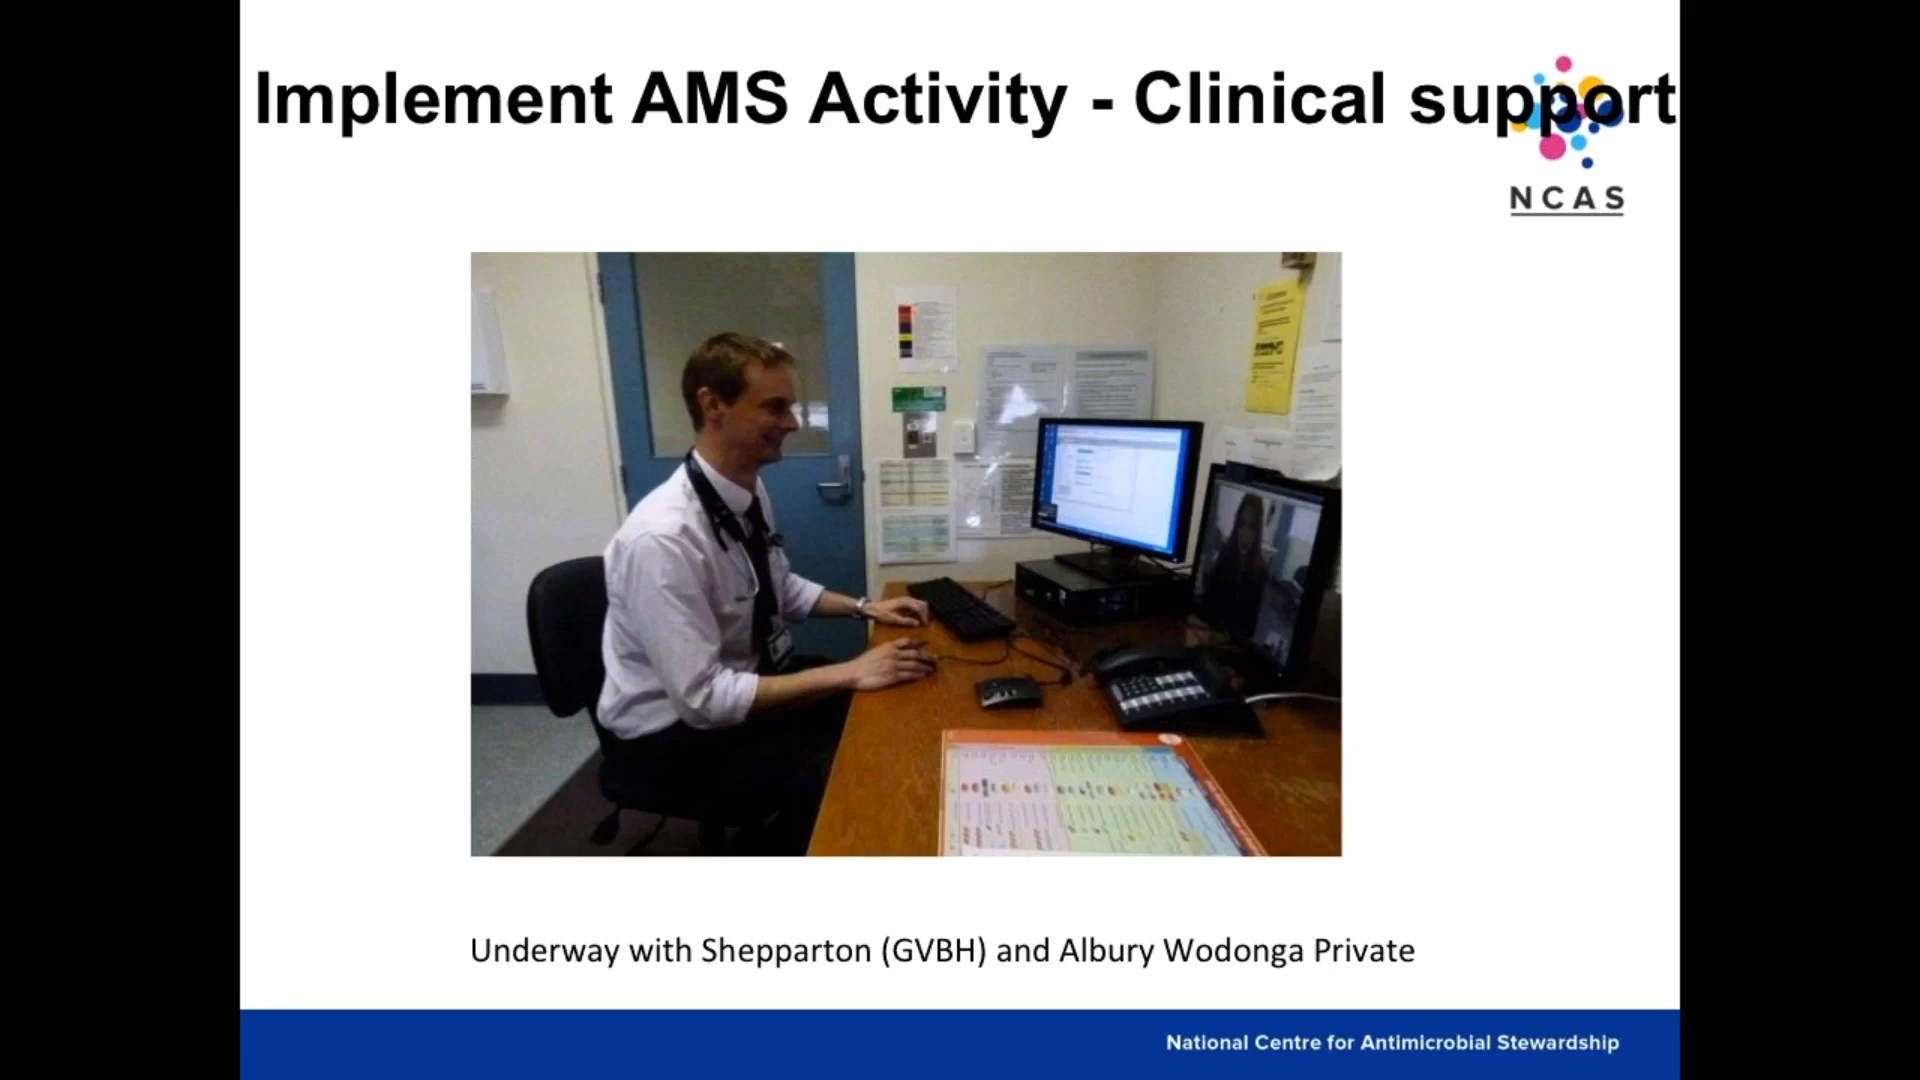 Implement AMS Activity - Clinical support
NCAS
Underway with Shepparton (GVBH) and Albury Wodonga Private
National Centre for Antimicrobial Stewardship